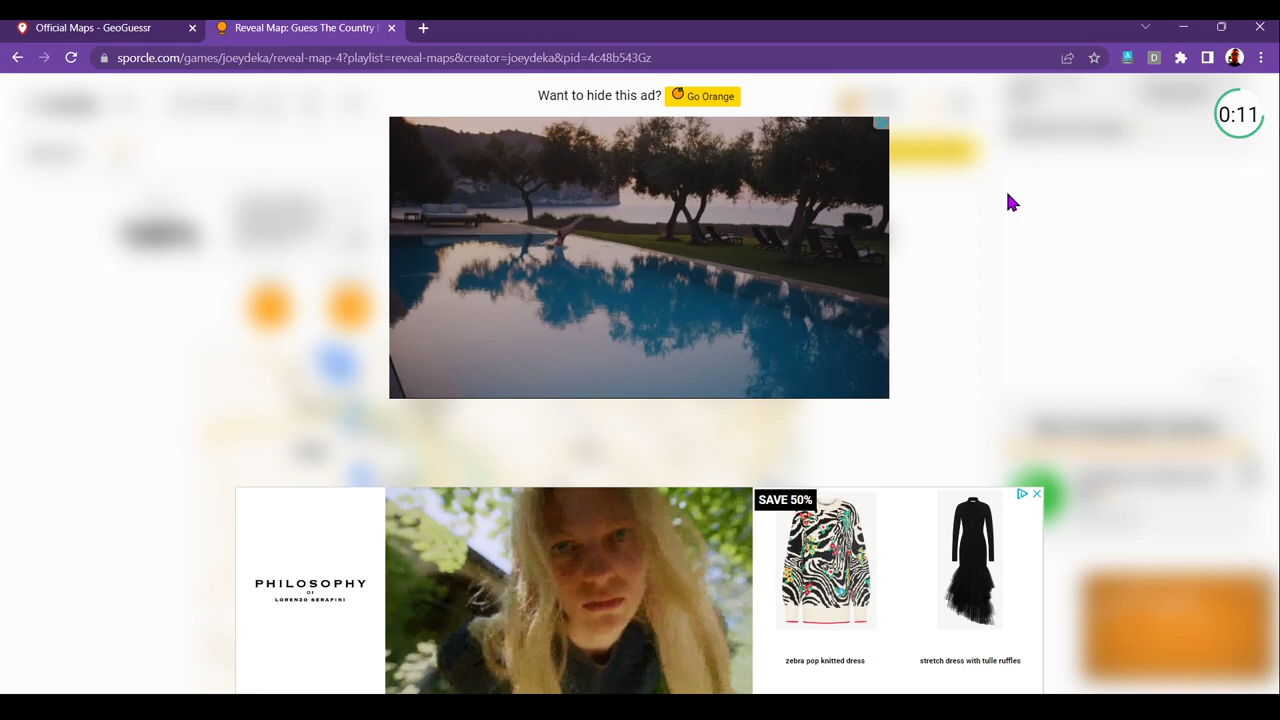 Official Maps - GeoGuessr
Reveal Map: Guess The Country
sporcle.com/games/joeydeka/reveal-map-4?playlist=reveal-maps&creator=joeydeka&pid=4c48b543Gz
D
Want to hide this ad? Go Orange
0:11
SAVE 50%
PHILOSOPHY
DI
LORENZO SERAFINI
zebra pop knitted dress
stretch dress with tulle ruffles